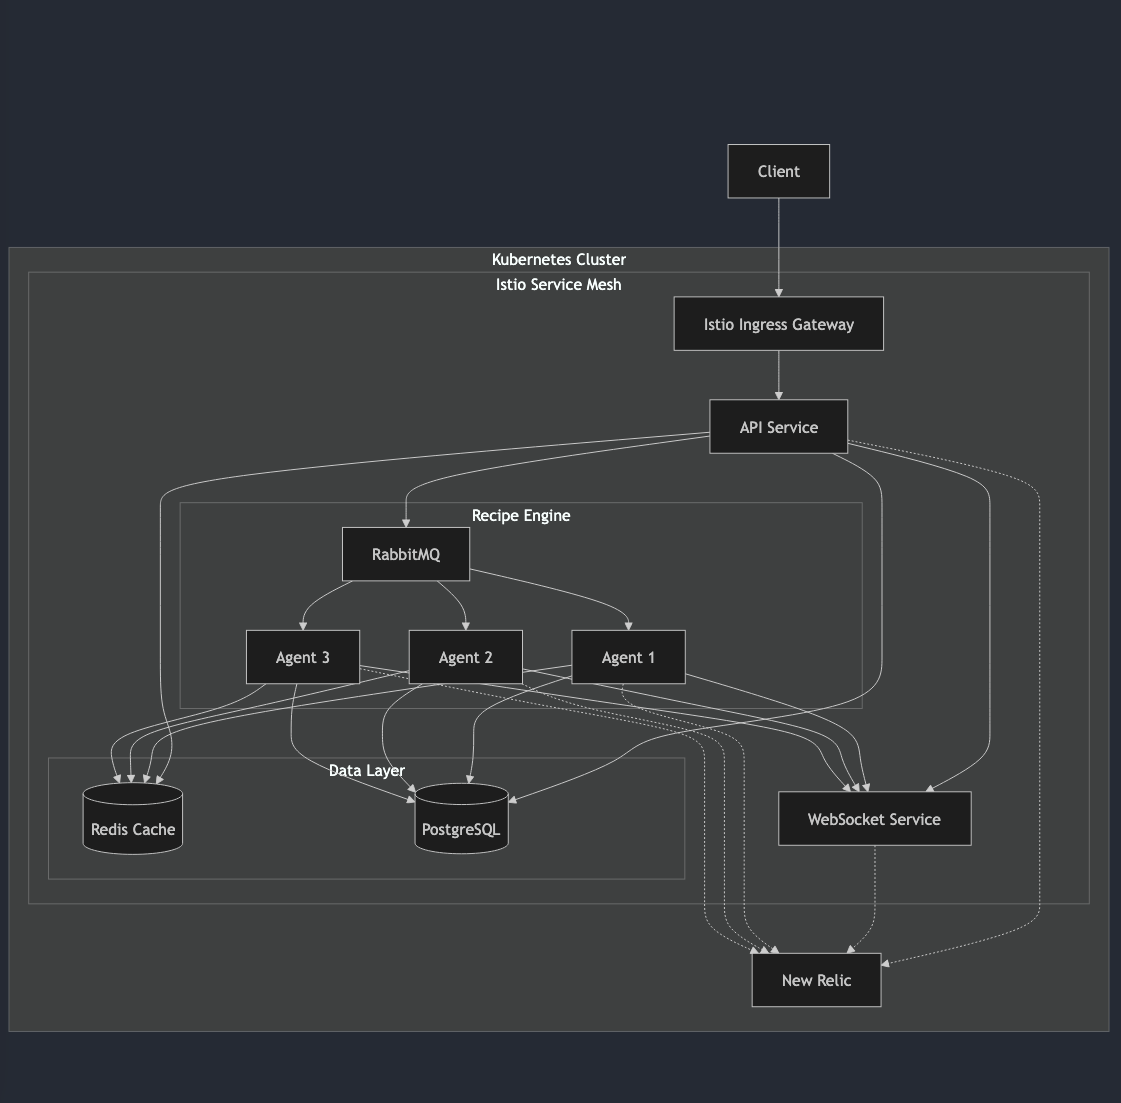 Client
Kubernetes Cluster
Istio Service Mesh
Istio Ingress Gateway
API Service
Recipe Engine
RabbitMQ
Agent 3
Agent 2
Agent 1
Data Layer
Redis Cache
PostgreSQL
WebSocket Service
New Relic